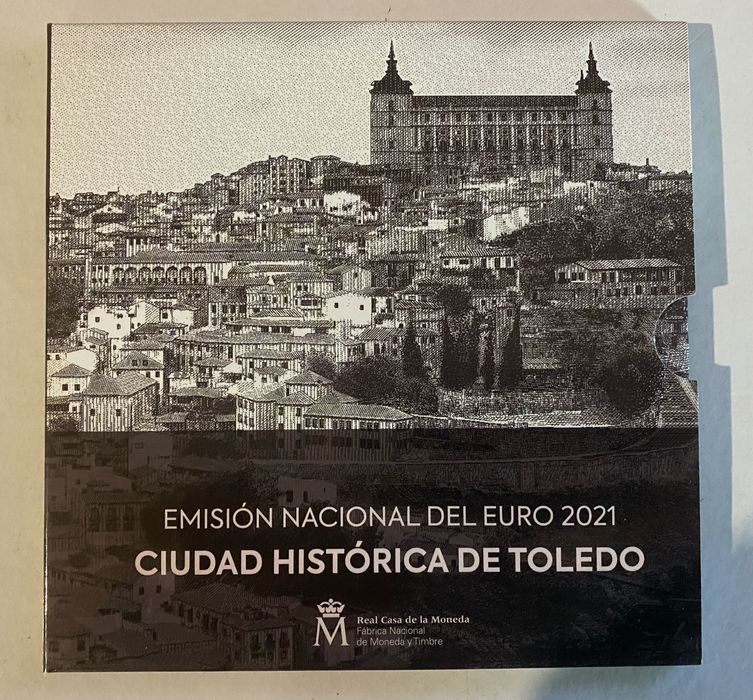 EMISIÓN NACIONAL DEL EURO 2021
CIUDAD HISTÓRICA DE TOLEDO
M
Real Casa de la Moneda
Fábrica Nacional
de Moneda y Timbre